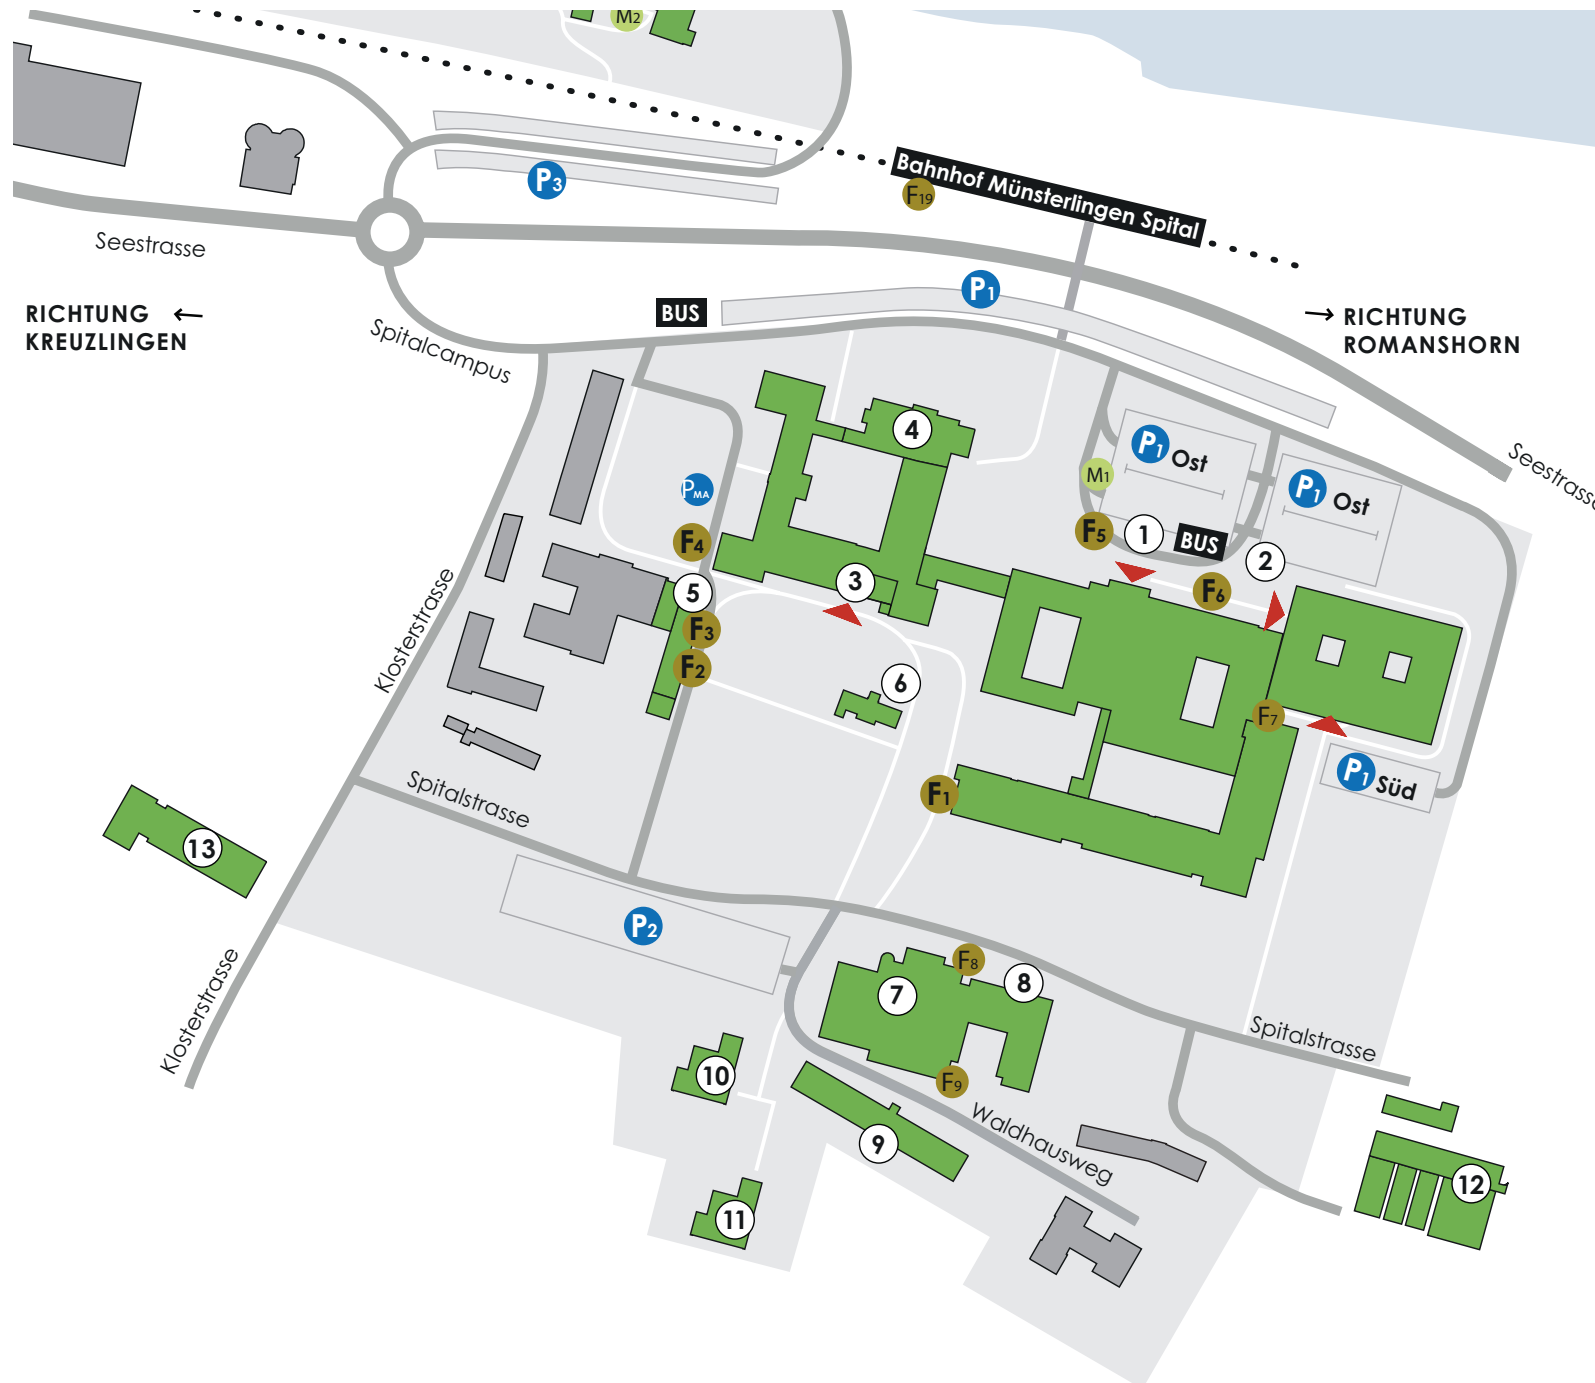 M2
Bahnhof Münsterlingen Spital
P3
F19
Seestrasse
P1
BUS
RICHTUNG ←
KREUZLINGEN
→ RICHTUNG
ROMANSHORN
Spitalcampus
4
P1 Ost
Seestrasse
M1
P1 Ost
PMA
F4
F5
1
BUS
2
3
5
F6
F3
Klosterstrasse
F2
6
F7
P1 Süd
Spitalstrasse
F1
13
P2
F8
7
8
Klosterstrasse
Spitalstrasse
10
F9
9
Waldhausweg
12
11